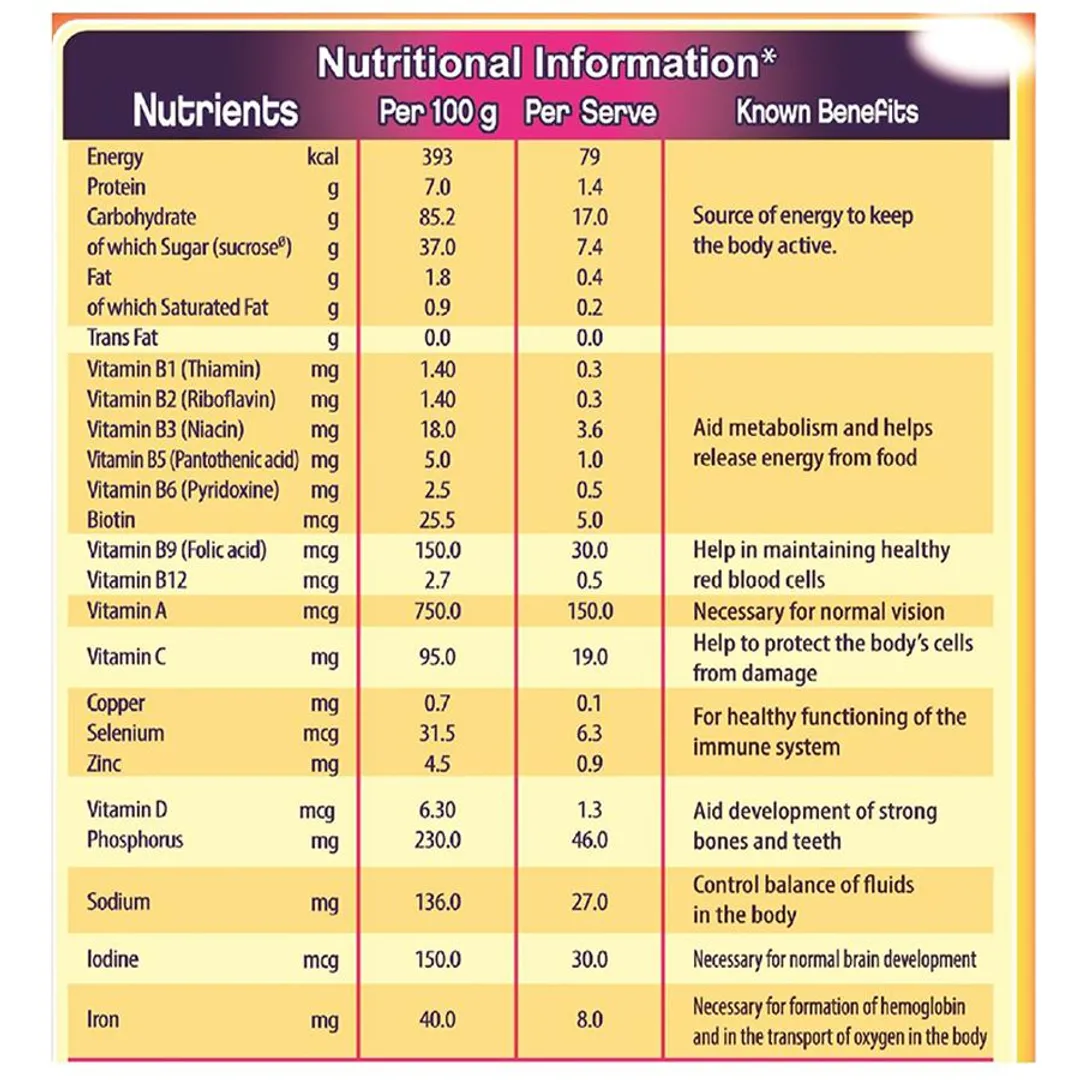 Nutritional Information*
Nutrients Per 100 g Per Serve Known Benefits
Energy kcal 393 79
Protein g 7.0 1.4
Carbohydrate g 85.2 17.0 Source of energy to keep
of which Sugar (sucroseø) g 37.0 7.4 the body active.
Fat g 1.8 0.4
of which Saturated Fat g 0.9 0.2
Trans Fat g 0.0 0.0
Vitamin B1 (Thiamin) mg 1.40 0.3
Vitamin B2 (Riboflavin) mg 1.40 0.3
Vitamin B3 (Niacin) mg 18.0 3.6 Aid metabolism and helps
Vitamin B5 (Pantothenic acid) mg 5.0 1.0 release energy from food
Vitamin B6 (Pyridoxine) mg 2.5 0.5
Biotin mcg 25.5 5.0
Vitamin B9 (Folic acid) mcg 150.0 30.0 Help in maintaining healthy
Vitamin B12 mcg 2.7 0.5 red blood cells
Vitamin A mcg 750.0 150.0 Necessary for normal vision
Help to protect the body's cells
Vitamin C mg 95.0 19.0
from damage
Copper mg 0.7 0.1 For healthy functioning of the
Selenium mcg 31.5 6.3 immune system
Zinc mg 4.5 0.9
Vitamin D mcg 6.30 1.3 Aid development of strong
Phosphorus mg 230.0 46.0 bones and teeth
Control balance of fluids
Sodium mg 136.0 27.0
in the body
Iodine mcg 150.0 30.0 Necessary for normal brain development
Necessary for formation of hemoglobin
Iron mg 40.0 8.0
and in the transport of oxygen in the body